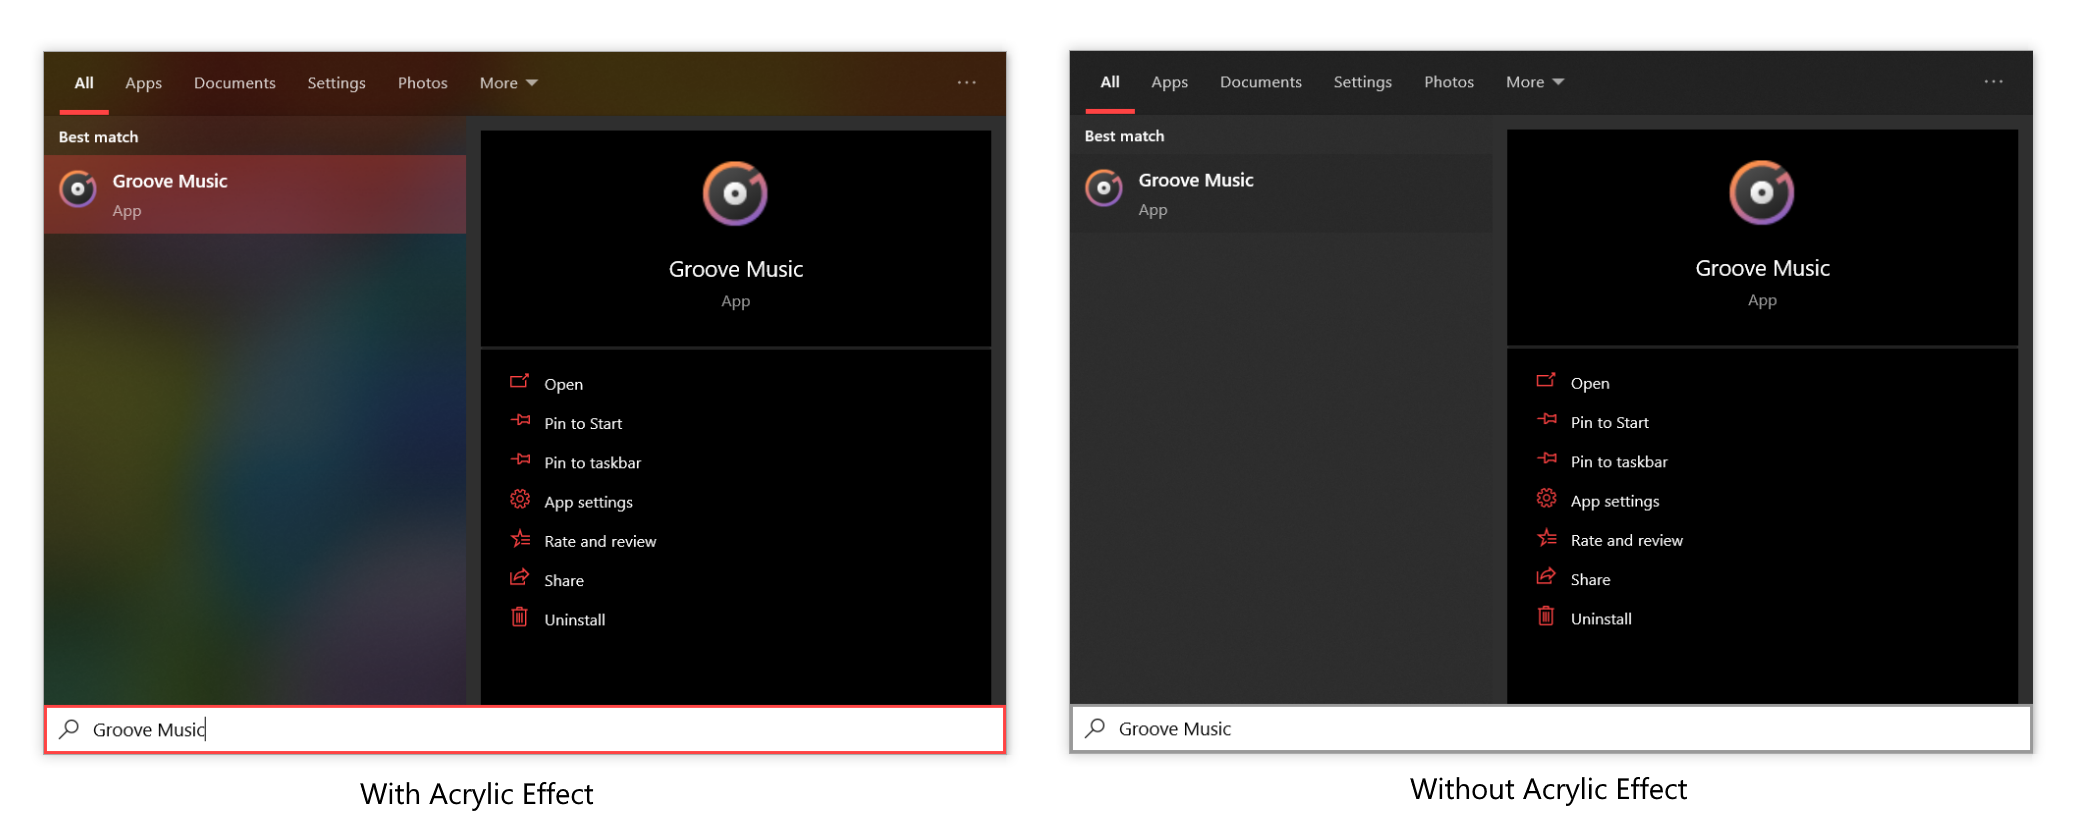 All Apps Documents Settings Photos More ...
Best match
Groove Music
App
Groove Music
App
Open
Pin to Start
Pin to taskbar
App settings
Rate and review
Share
Uninstall
Groove Music
With Acrylic Effect
All Apps Documents Settings Photos More ...
Best match
Groove Music
App
Groove Music
App
Open
Pin to Start
Pin to taskbar
App settings
Rate and review
Share
Uninstall
Groove Music
Without Acrylic Effect